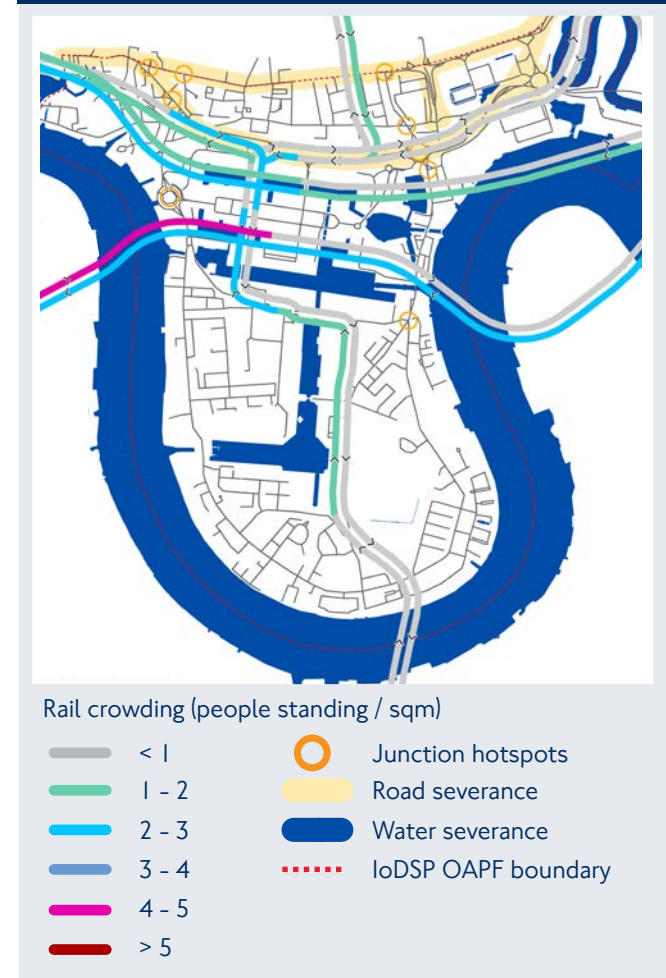 Rail crowding (people standing / sqm)
< 1
1 - 2
2 - 3
3 - 4
4 - 5
> 5
Junction hotspots
Road severance
Water severance
IoDSP OAPF boundary